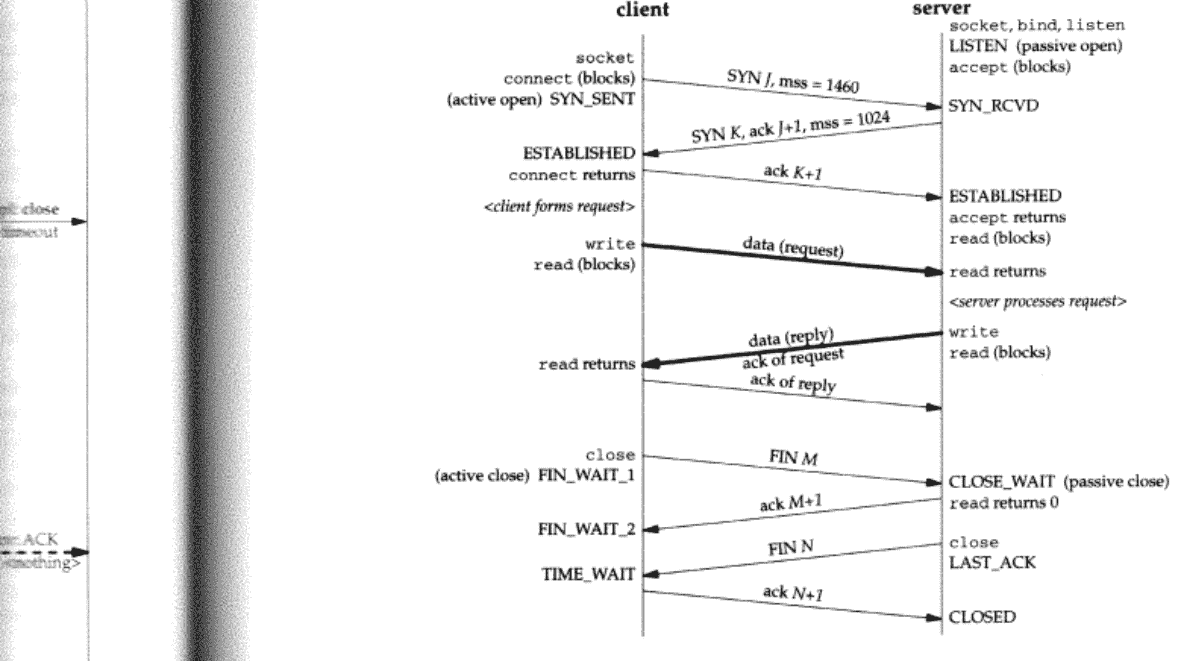 close
timeout
ACK
nothing>
client
server
socket, bind, listen
LISTEN (passive open)
accept (blocks)
socket
connect (blocks)
(active open) SYN_SENT
SYN J, mss = 1460
SYN_RCVD
SYN K, ack J+1, mss = 1024
ESTABLISHED
connect returns
ack K+1
ESTABLISHED
accept returns
read (blocks)
<client forms request>
write
read (blocks)
data (request)
read returns
<server processes request>
write
read (blocks)
data (reply)
ack of request
read returns
ack of reply
close
(active close) FIN_WAIT_1
FIN M
CLOSE_WAIT (passive close)
read returns 0
ack M+1
FIN_WAIT_2
close
LAST_ACK
FIN N
TIME_WAIT
ack N+1
CLOSED